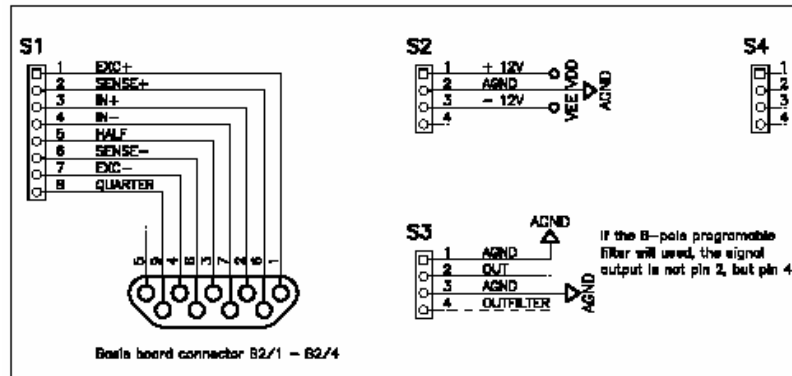 S1
1 EXC+
2 SENSE+
3 IN+
4 IN-
5 HALF
6 SENSE-
7 EXC-
8 QUARTER
Basis board connector B2/1 - B2/4
S2
1 + 12V VDD
2 AGND AGND
3 - 12V VEE
4
S3
AGND
1 AGND
2 OUT
3 AGND AGND
4 OUTFILTER
If the 8-pole programable
filter will used, the signal
output is not pin 2, but pin 4
S4
1
2
3
4